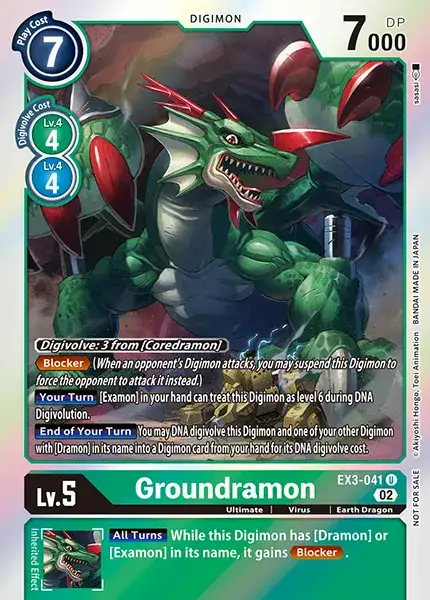 DIGIMON
Play Cost
7
7000
DP
Digivolve Cost
Lv.4
4
Lv.4
4
sasasi
Digivolve: 3 from [Coredramon]
Blocker (When an opponent's Digimon attacks, you may suspend this Digimon to
force the opponent to attack it instead.)
Your Turn [Examon] in your hand can treat this Digimon as level 6 during DNA
Digivolution.
End of Your Turn You may DNA digivolve this Digimon and one of your other Digimon
with [Dramon] in its name into a Digimon card from your hand for its DNA digivolve cost.
©Akiyoshi Hongo, Toei Animation BANDAI MADE IN JAPAN
NOT FOR SALE
Lv.5
Groundramon
EX3-041 U
02
Ultimate Virus Earth Dragon
Inherited Effect
All Turns While this Digimon has [Dramon] or
[Examon] in its name, it gains Blocker .